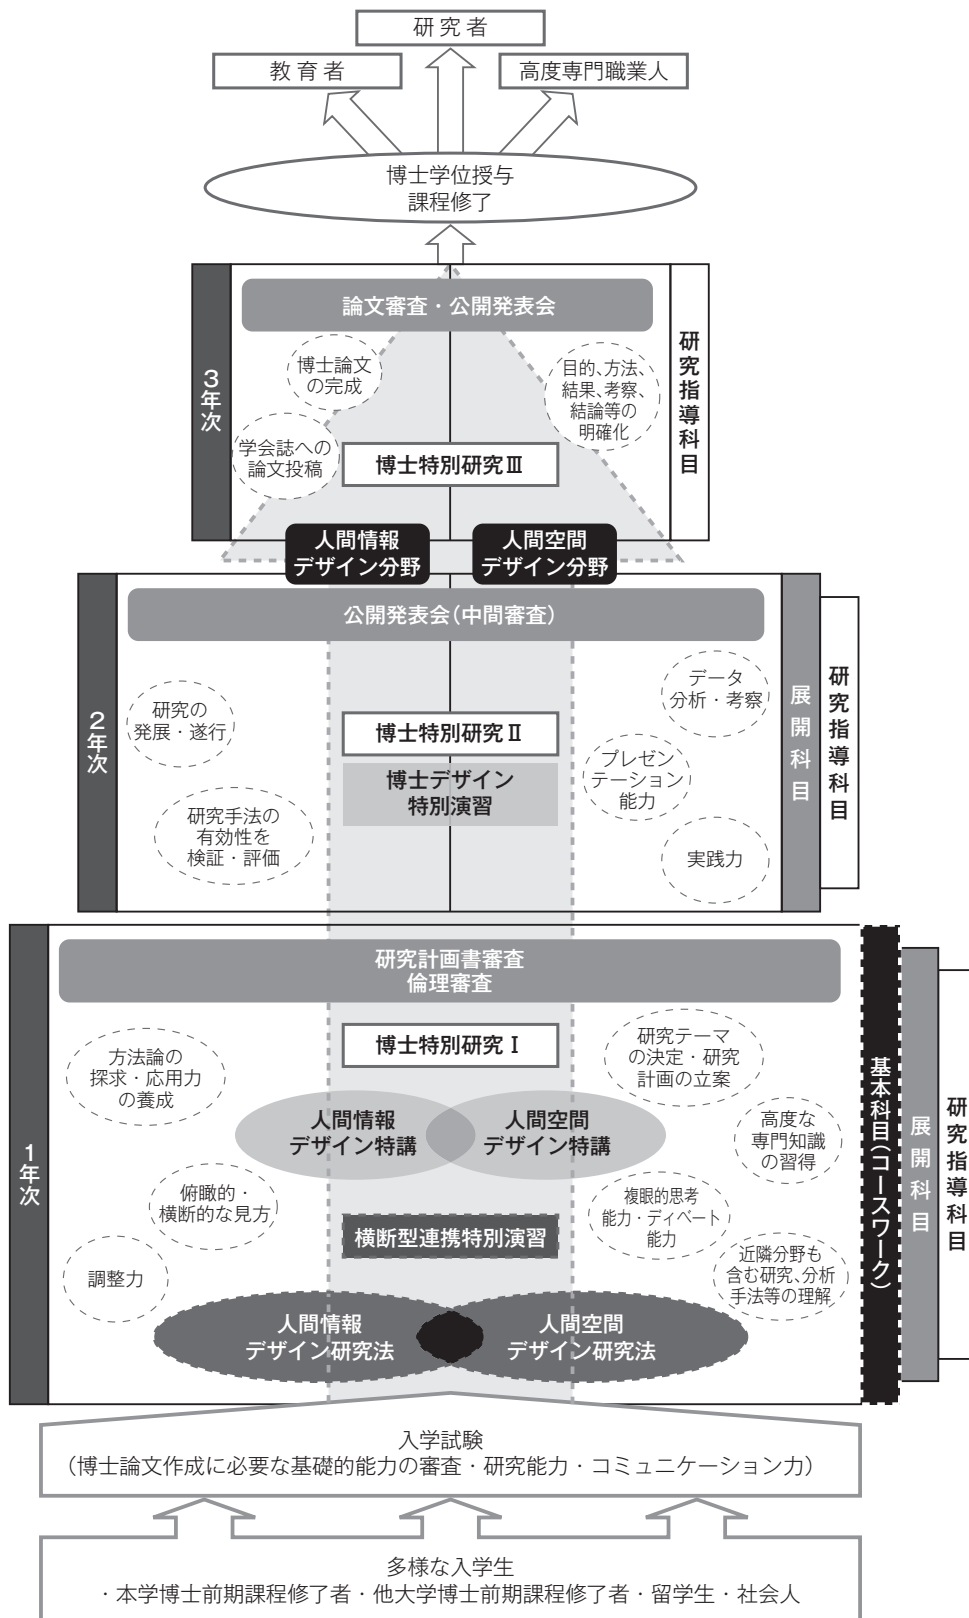 研究者
教育者
高度専門職業人
博士学位授与
課程修了
3年次
論文審査・公開発表会
博士論文
の完成
目的、方法、
結果、考察、
結論等の
明確化
学会誌への
論文投稿
博士特別研究Ⅲ
研究指導科目
人間情報
デザイン分野
人間空間
デザイン分野
2年次
公開発表会(中間審査)
研究の
発展・遂行
データ
分析・考察
博士特別研究Ⅱ
博士デザイン
特別演習
プレゼン
テーション
能力
研究手法の
有効性を
検証・評価
実践力
展開科目
研究指導科目
1年次
研究計画書審査
倫理審査
博士特別研究Ⅰ
方法論の
探求・応用力
の養成
研究テーマ
の決定・研究
計画の立案
人間情報
デザイン特講
人間空間
デザイン特講
高度な
専門知識
の習得
俯瞰的・
横断的な見方
複眼的思考
能力・ディベート
能力
横断型連携特別演習
調整力
近隣分野も
含む研究、分析
手法等の理解
人間情報
デザイン研究法
人間空間
デザイン研究法
基本科目(コースワーク)
展開科目
研究指導科目
入学試験
(博士論文作成に必要な基礎的能力の審査・研究能力・コミュニケーション力)
多様な入学生
・本学博士前期課程修了者・他大学博士前期課程修了者・留学生・社会人